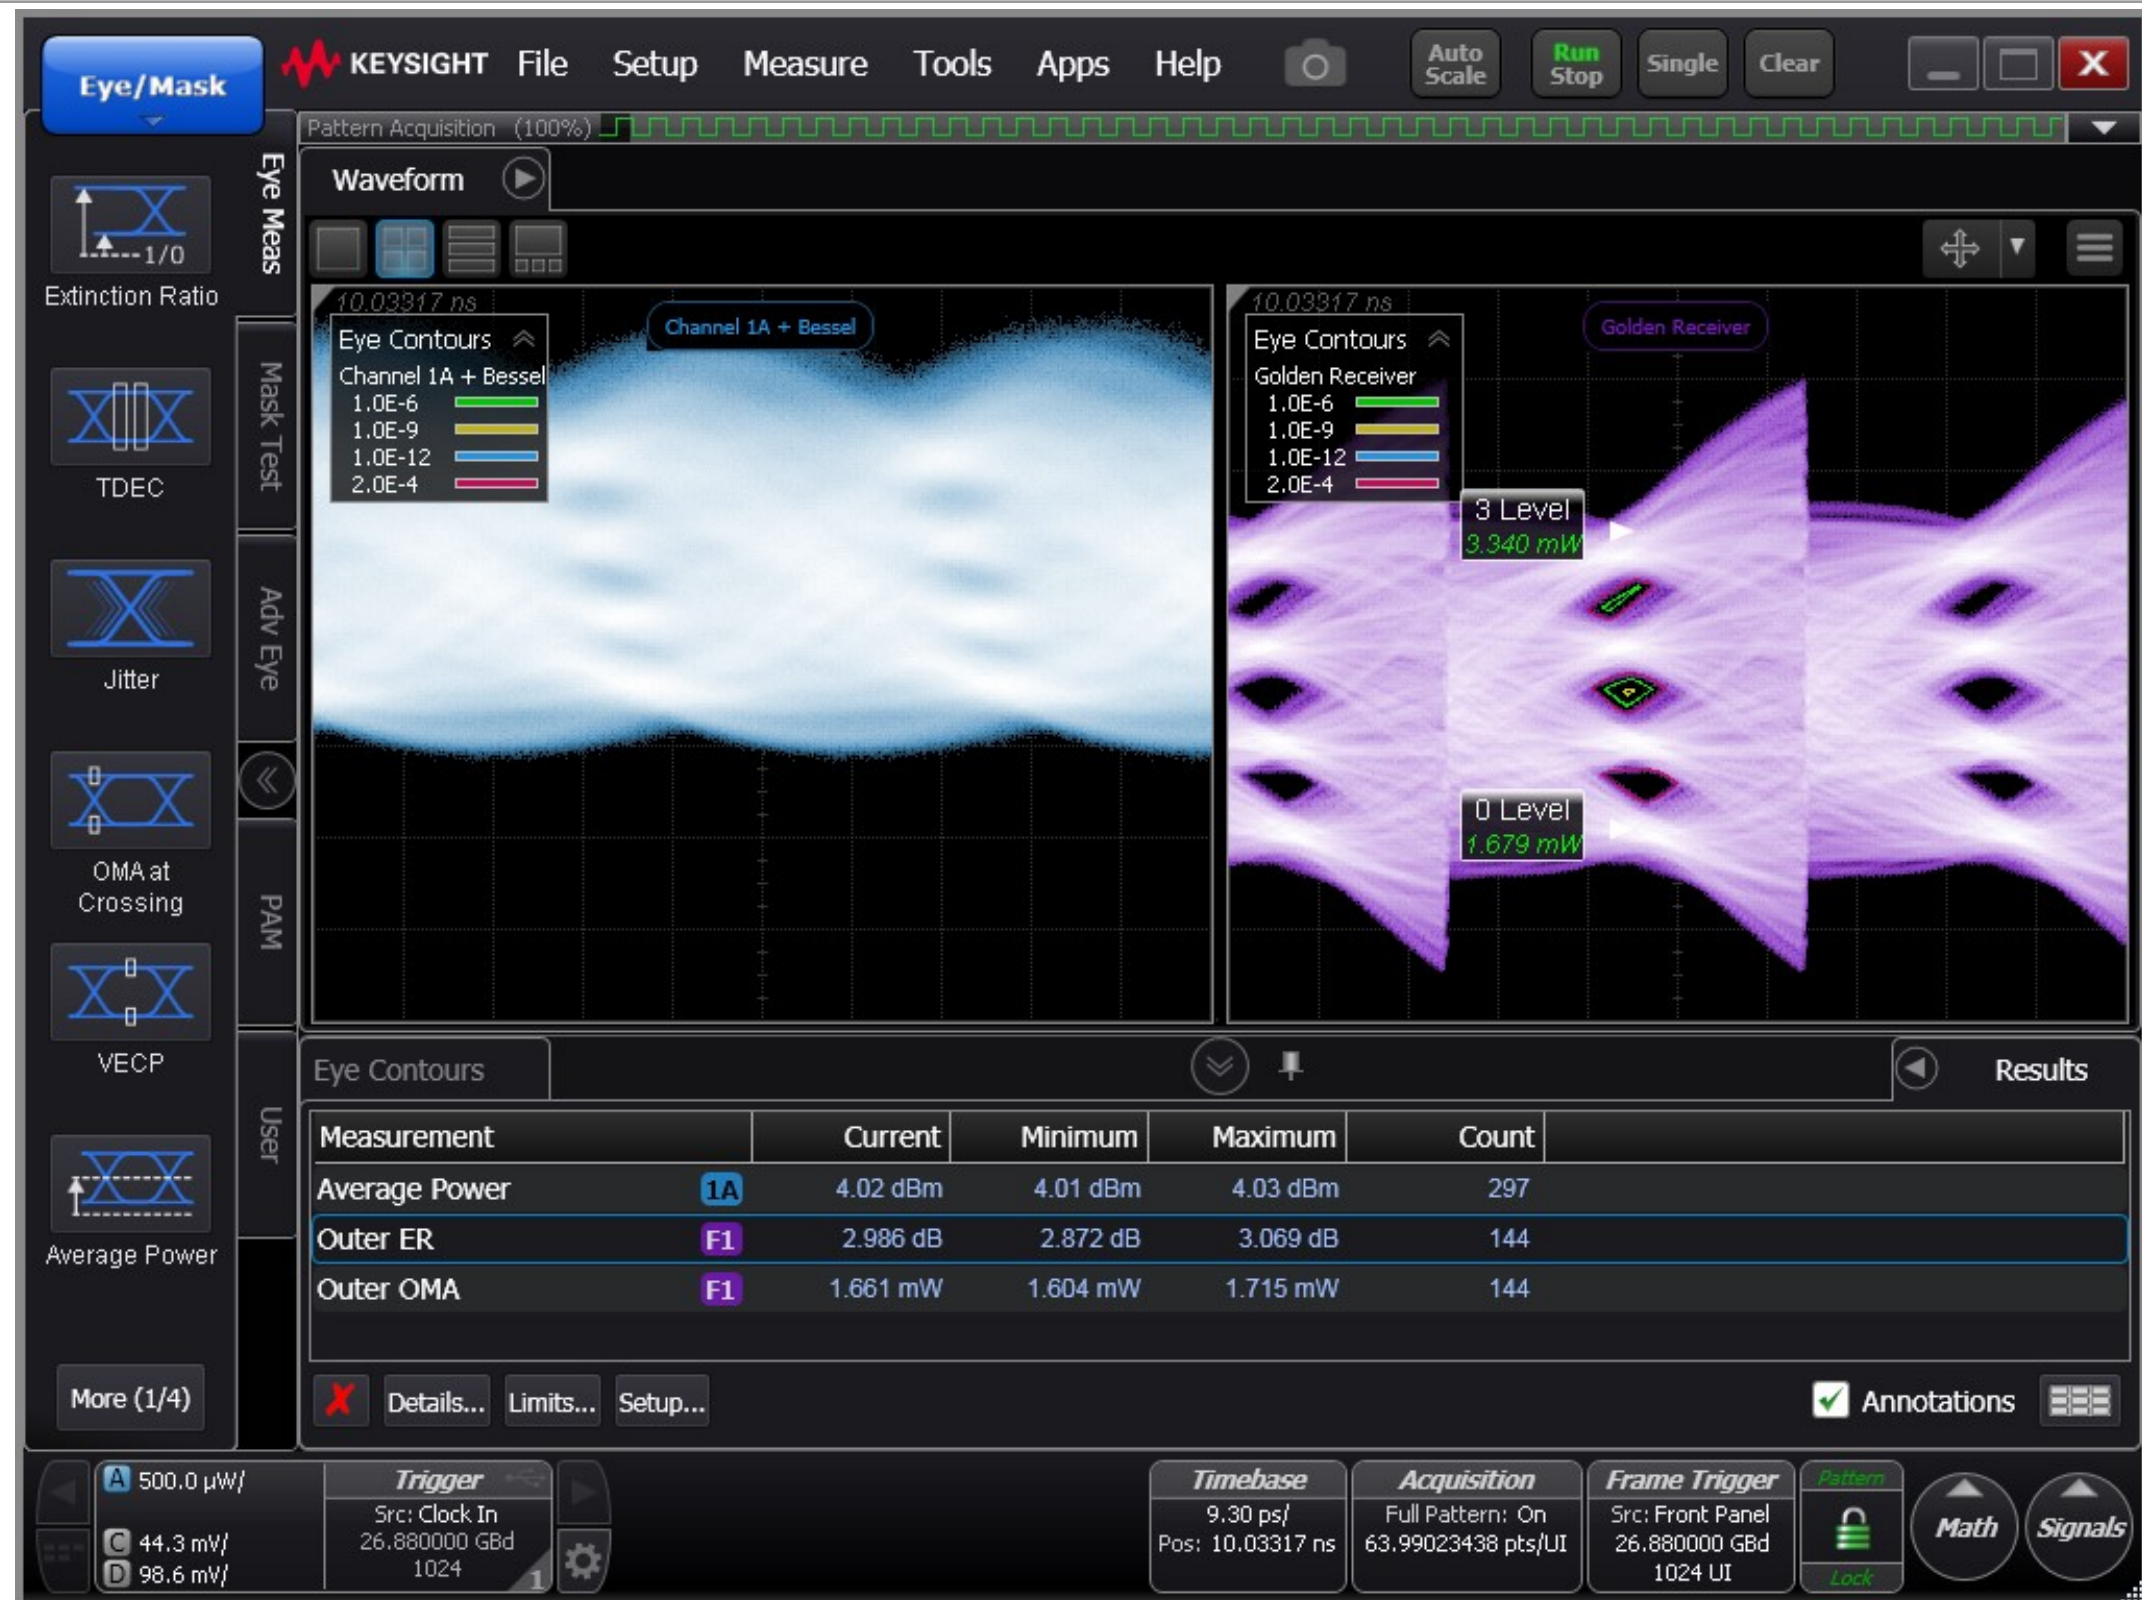 Eye/Mask
KEYSIGHT File Setup Measure Tools Apps Help Auto Scale Run Stop Single Clear X
Pattern Acquisition (100%)
Waveform
Eye Meas
Mask Test
Adv Eye
PAM
User
1/0
Extinction Ratio
TDEC
Jitter
OMA at
Crossing
VECP
Average Power
More (1/4)
10.03317 ns
Eye Contours
Channel 1A + Bessel
1.0E-6
1.0E-9
1.0E-12
2.0E-4
Channel 1A + Bessel
10.03317 ns
Eye Contours
Golden Receiver
1.0E-6
1.0E-9
1.0E-12
2.0E-4
Golden Receiver
3 Level
3.340 mW
0 Level
1.679 mW
Eye Contours
Results
Measurement Current Minimum Maximum Count
Average Power 1A 4.02 dBm 4.01 dBm 4.03 dBm 297
Outer ER F1 2.986 dB 2.872 dB 3.069 dB 144
Outer OMA F1 1.661 mW 1.604 mW 1.715 mW 144
Details... Limits... Setup... Annotations
A 500.0 µW/
C 44.3 mV/
D 98.6 mV/
Trigger
Src: Clock In
26.880000 GBd
1024
1
Timebase
9.30 ps/
Pos: 10.03317 ns
Acquisition
Full Pattern: On
63.99023438 pts/UI
Frame Trigger
Src: Front Panel
26.880000 GBd
1024 UI
Pattern
Lock
Math
Signals